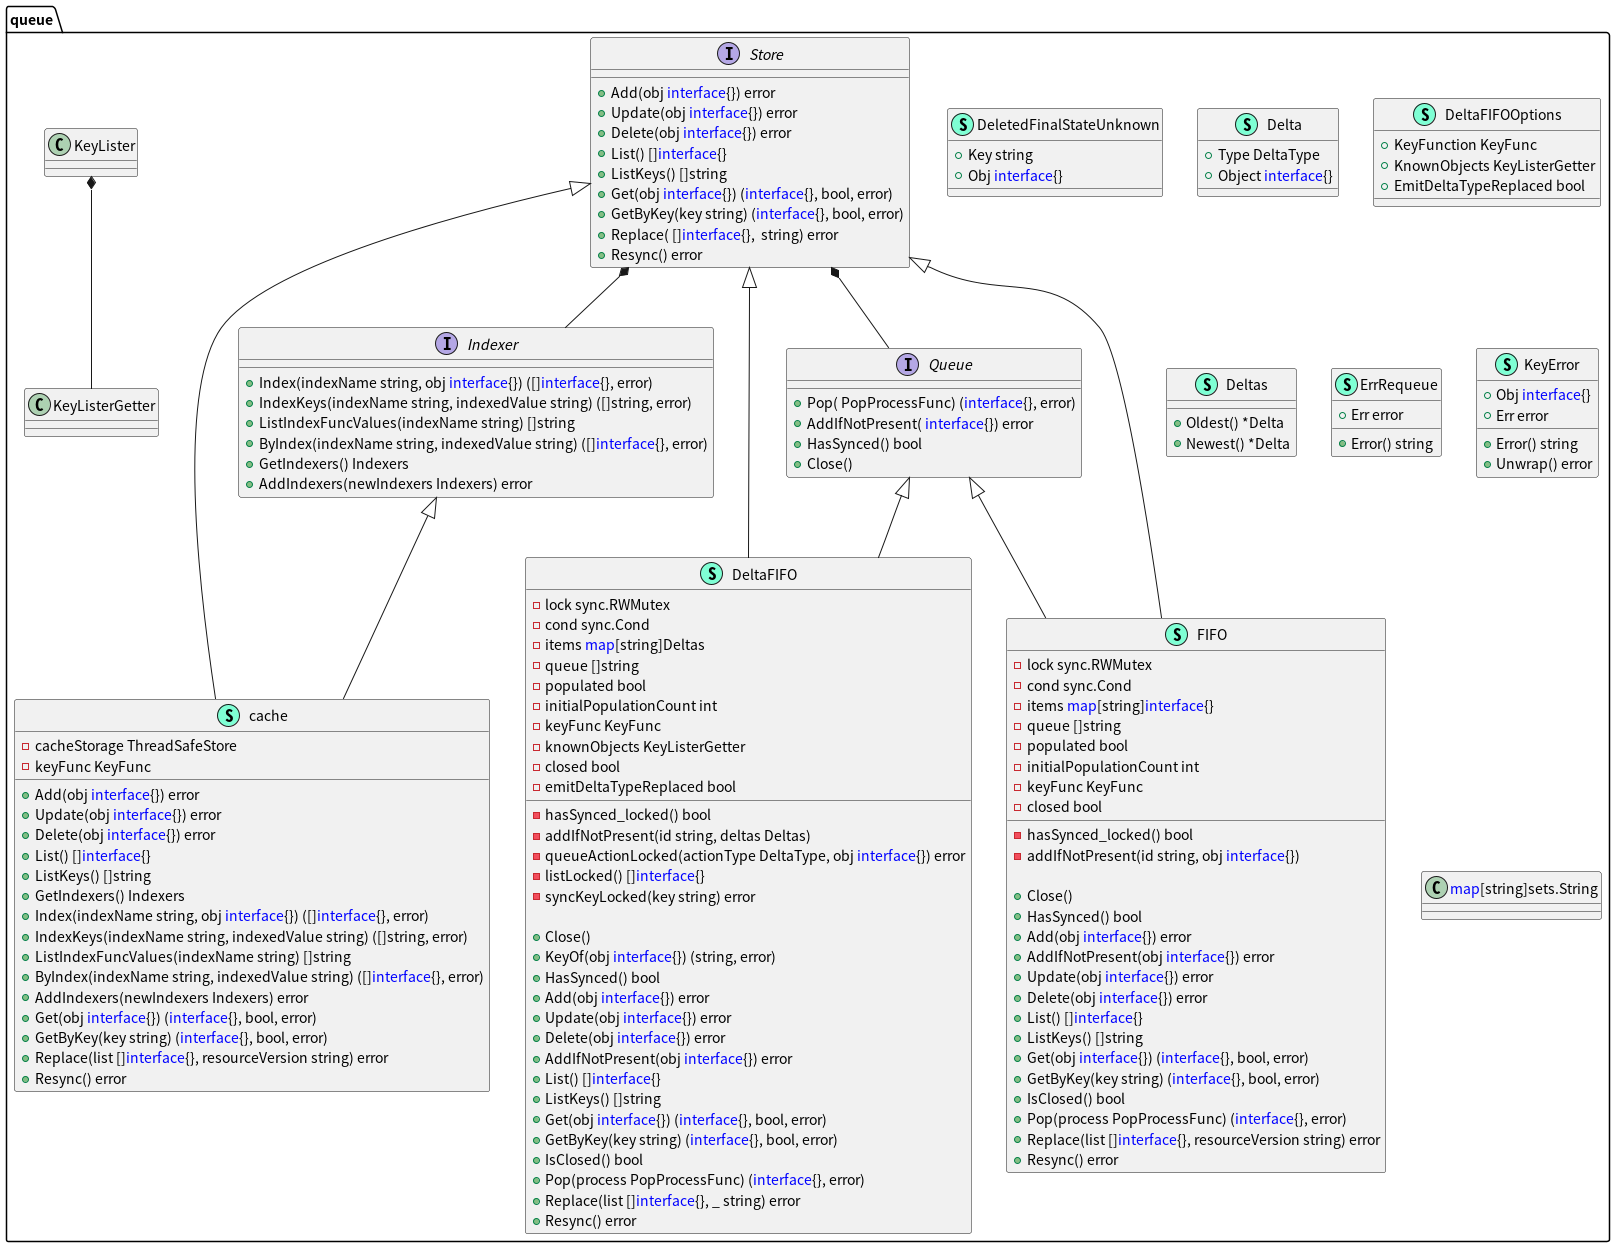 queue
I Store
Add(obj interface{}) error
Update(obj interface{}) error
Delete(obj interface{}) error
List() []interface{}
ListKeys() []string
Get(obj interface{}) (interface{}, bool, error)
GetByKey(key string) (interface{}, bool, error)
Replace( []interface{},  string) error
Resync() error
S DeletedFinalStateUnknown
Key string
Obj interface{}
S Delta
Type DeltaType
Object interface{}
S DeltaFIFOOptions
KeyFunction KeyFunc
KnownObjects KeyListerGetter
EmitDeltaTypeReplaced bool
C KeyLister
C KeyListerGetter
I Indexer
Index(indexName string, obj interface{}) ([]interface{}, error)
IndexKeys(indexName string, indexedValue string) ([]string, error)
ListIndexFuncValues(indexName string) []string
ByIndex(indexName string, indexedValue string) ([]interface{}, error)
GetIndexers() Indexers
AddIndexers(newIndexers Indexers) error
I Queue
Pop( PopProcessFunc) (interface{}, error)
AddIfNotPresent( interface{}) error
HasSynced() bool
Close()
S Deltas
Oldest() *Delta
Newest() *Delta
S ErrRequeue
Err error
Error() string
S KeyError
Obj interface{}
Err error
Error() string
Unwrap() error
S cache
cacheStorage ThreadSafeStore
keyFunc KeyFunc
Add(obj interface{}) error
Update(obj interface{}) error
Delete(obj interface{}) error
List() []interface{}
ListKeys() []string
GetIndexers() Indexers
Index(indexName string, obj interface{}) ([]interface{}, error)
IndexKeys(indexName string, indexedValue string) ([]string, error)
ListIndexFuncValues(indexName string) []string
ByIndex(indexName string, indexedValue string) ([]interface{}, error)
AddIndexers(newIndexers Indexers) error
Get(obj interface{}) (interface{}, bool, error)
GetByKey(key string) (interface{}, bool, error)
Replace(list []interface{}, resourceVersion string) error
Resync() error
S DeltaFIFO
lock sync.RWMutex
cond sync.Cond
items map[string]Deltas
queue []string
populated bool
initialPopulationCount int
keyFunc KeyFunc
knownObjects KeyListerGetter
closed bool
emitDeltaTypeReplaced bool
hasSynced_locked() bool
addIfNotPresent(id string, deltas Deltas)
queueActionLocked(actionType DeltaType, obj interface{}) error
listLocked() []interface{}
syncKeyLocked(key string) error
Close()
KeyOf(obj interface{}) (string, error)
HasSynced() bool
Add(obj interface{}) error
Update(obj interface{}) error
Delete(obj interface{}) error
AddIfNotPresent(obj interface{}) error
List() []interface{}
ListKeys() []string
Get(obj interface{}) (interface{}, bool, error)
GetByKey(key string) (interface{}, bool, error)
IsClosed() bool
Pop(process PopProcessFunc) (interface{}, error)
Replace(list []interface{}, _ string) error
Resync() error
S FIFO
lock sync.RWMutex
cond sync.Cond
items map[string]interface{}
queue []string
populated bool
initialPopulationCount int
keyFunc KeyFunc
closed bool
hasSynced_locked() bool
addIfNotPresent(id string, obj interface{})
Close()
HasSynced() bool
Add(obj interface{}) error
AddIfNotPresent(obj interface{}) error
Update(obj interface{}) error
Delete(obj interface{}) error
List() []interface{}
ListKeys() []string
Get(obj interface{}) (interface{}, bool, error)
GetByKey(key string) (interface{}, bool, error)
IsClosed() bool
Pop(process PopProcessFunc) (interface{}, error)
Replace(list []interface{}, resourceVersion string) error
Resync() error
C map[string]sets.String